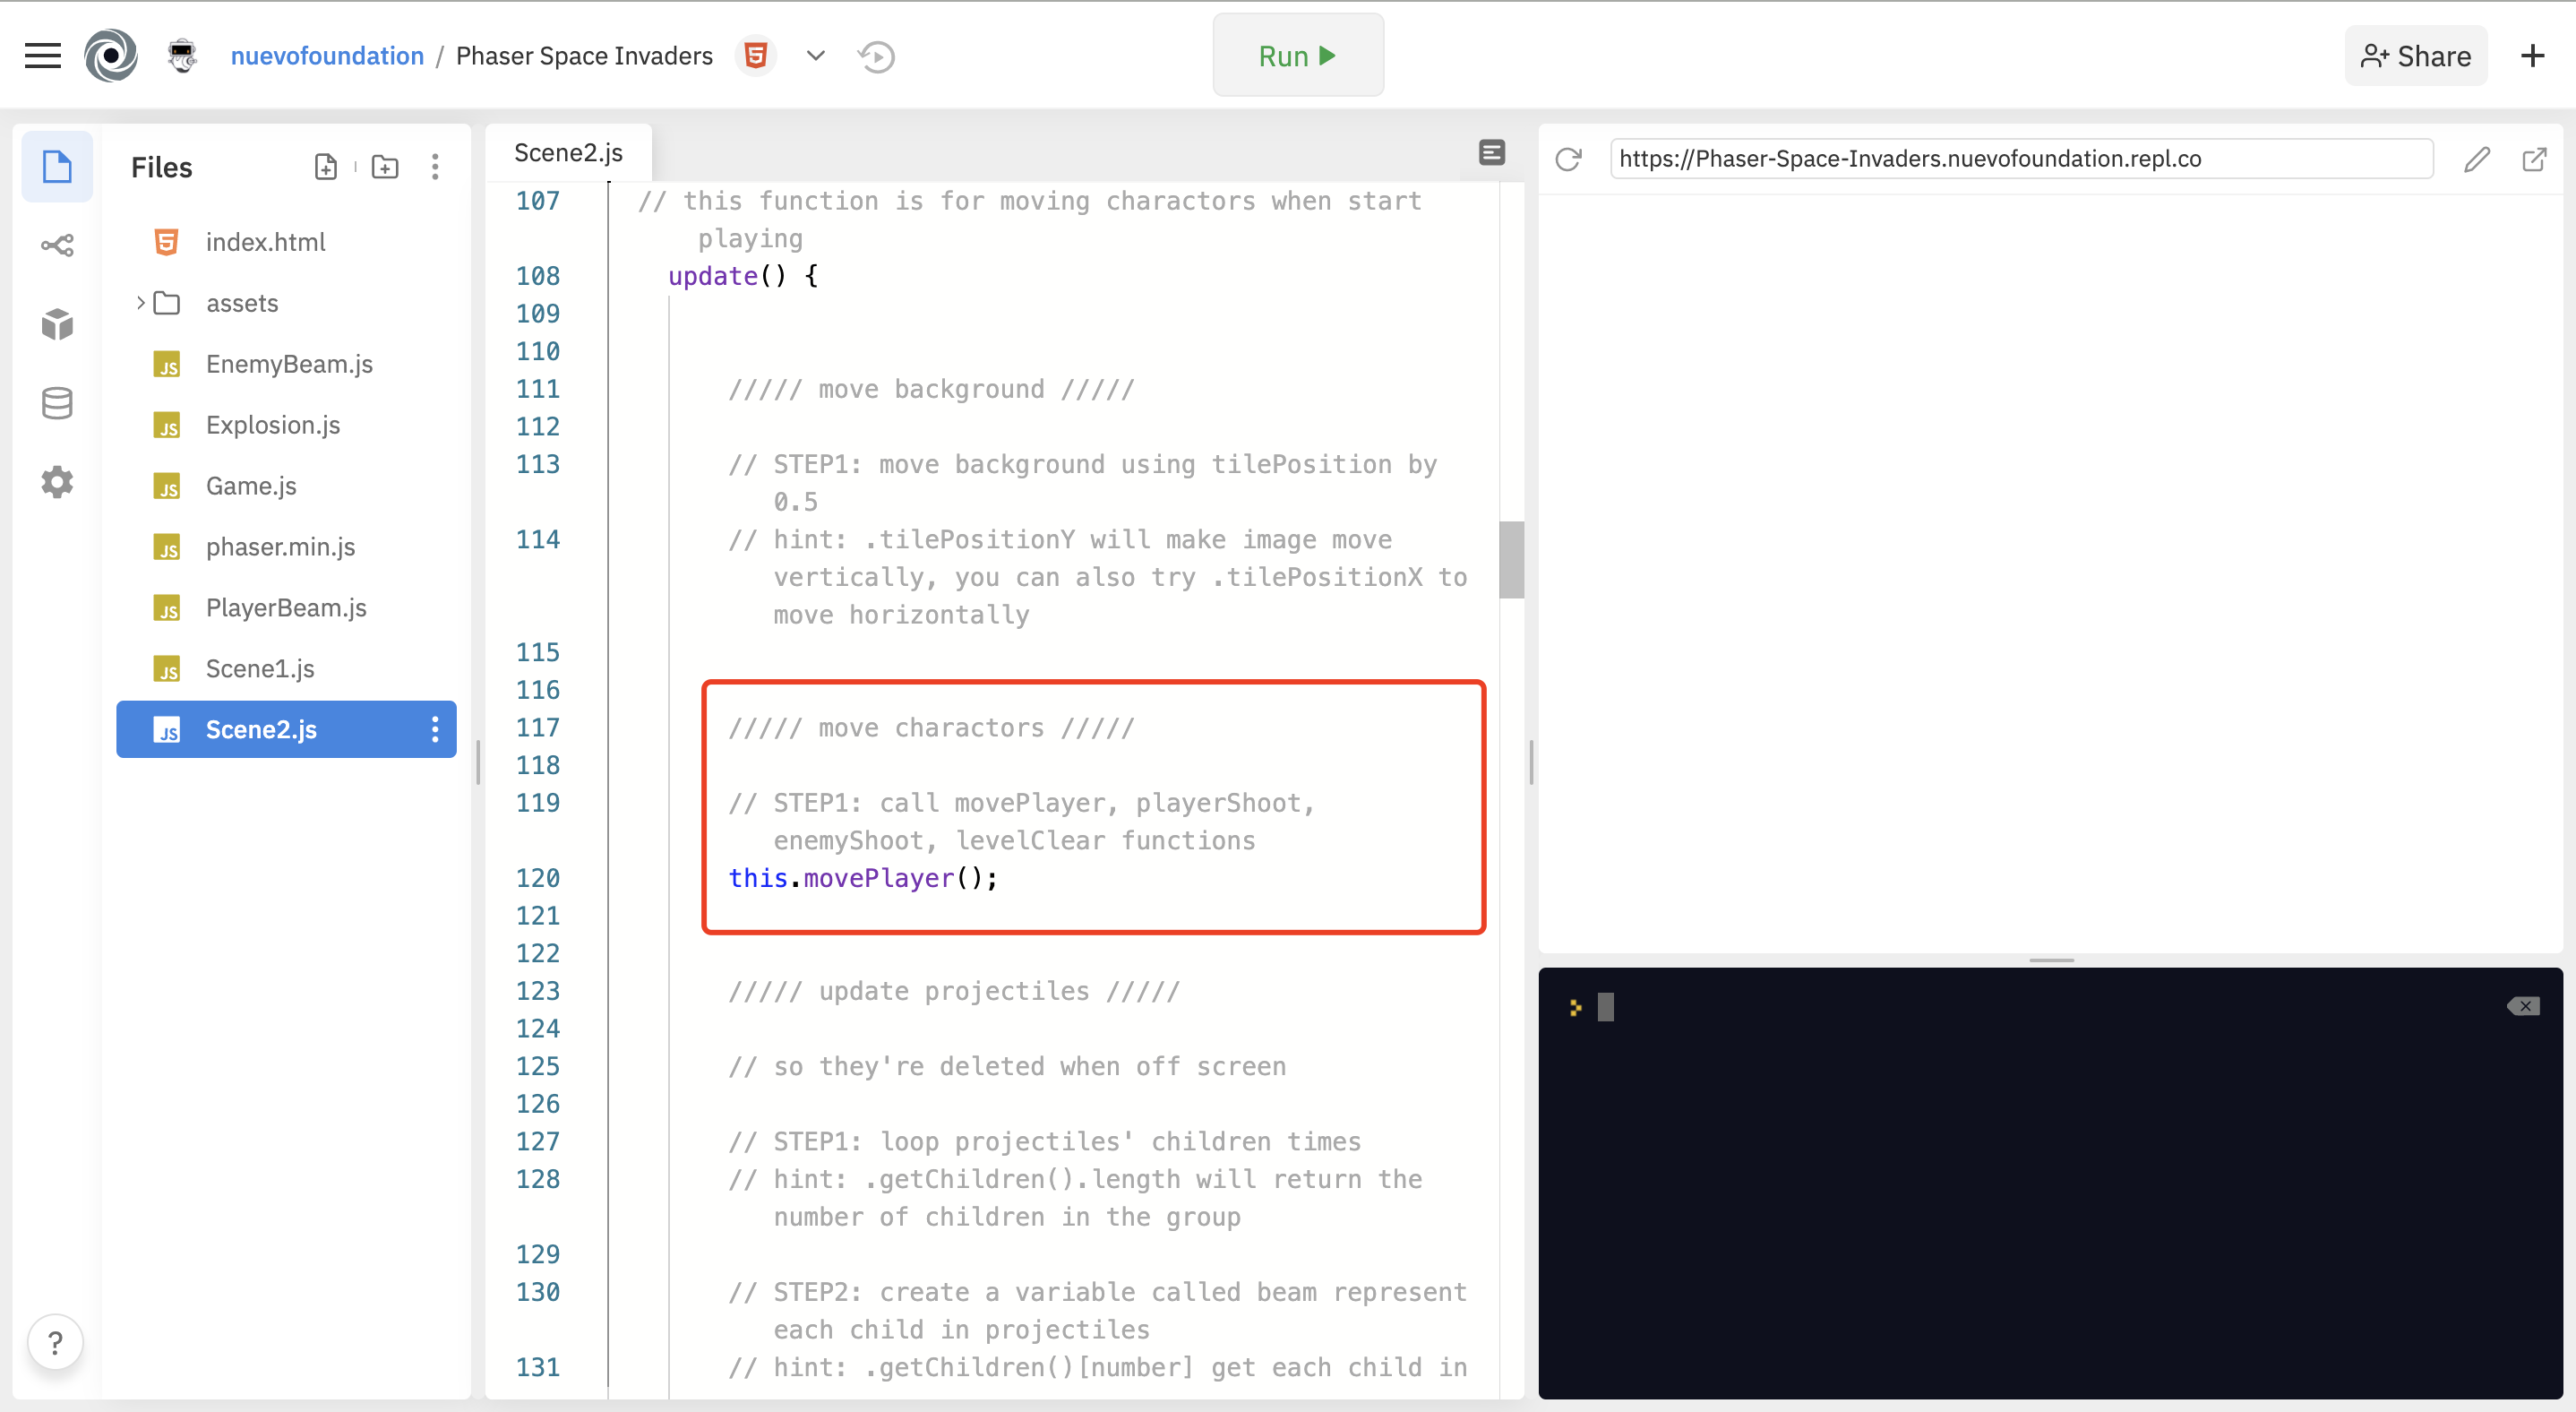 nuevofoundation / Phaser Space Invaders
Run
Share
Files
index.html
assets
JS EnemyBeam.js
JS Explosion.js
JS Game.js
JS phaser.min.js
JS PlayerBeam.js
JS Scene1.js
JS Scene2.js
?
Scene2.js
107 // this function is for moving charactors when start
playing
108 update() {
109
110
111 ///// move background /////
112
113 // STEP1: move background using tilePosition by
0.5
114 // hint: .tilePositionY will make image move
vertically, you can also try .tilePositionX to
move horizontally
115
116
117 ///// move charactors /////
118
119 // STEP1: call movePlayer, playerShoot,
enemyShoot, levelClear functions
120 this.movePlayer();
121
122
123 ///// update projectiles /////
124
125 // so they're deleted when off screen
126
127 // STEP1: loop projectiles' children times
128 // hint: .getChildren().length will return the
number of children in the group
129
130 // STEP2: create a variable called beam represent
each child in projectiles
131 // hint: .getChildren()[number] get each child in
https://Phaser-Space-Invaders.nuevofoundation.repl.co